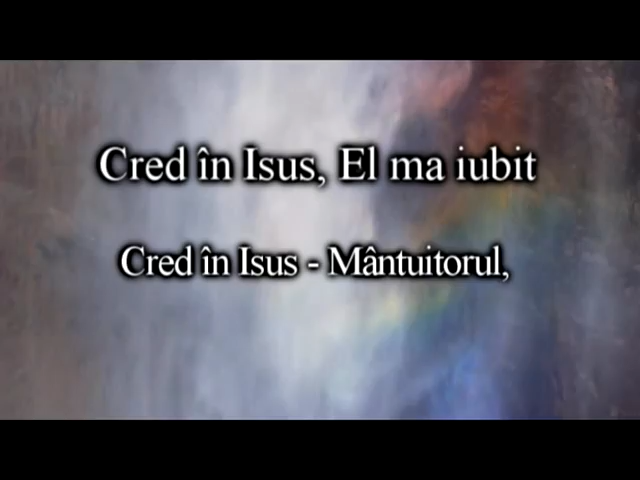 Cred în Isus, El ma iubit
Cred în Isus - Mântuitorul,